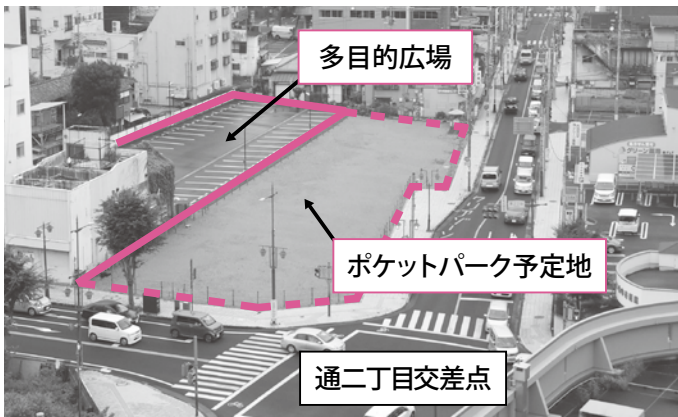 多目的広場
ポケットパーク予定地
通二丁目交差点